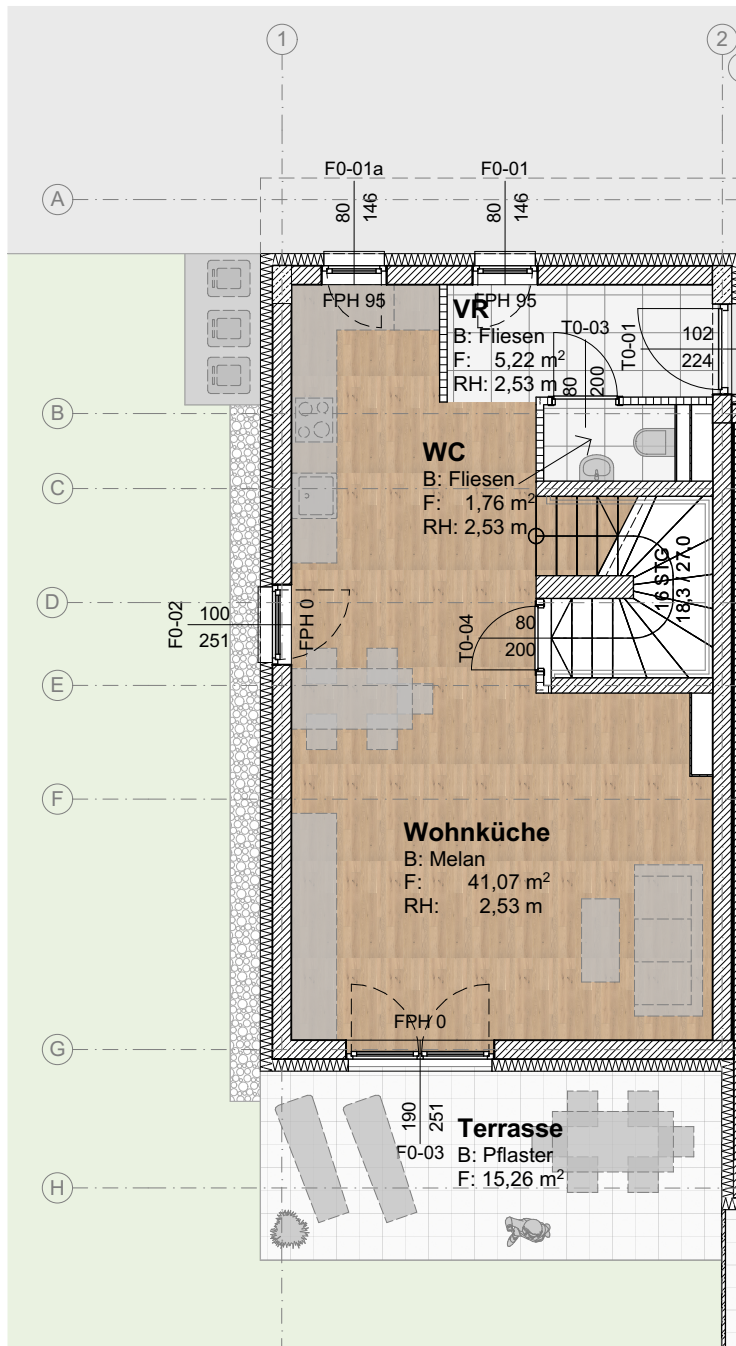 1
2
A
F0-01a
F0-01
80
146
80
146
FPH 95
FPH 95
VR
B: Fliesen
F: 5,22 m²
RH: 2,53 m
T0-03
80
200
T0-01
102
224
B
WC
B: Fliesen
F: 1,76 m²
RH: 2,53 m
C
16 STG
18,3 / 27,0
D
F0-02
100
251
FPH 0
T0-04
80
200
E
F
Wohnküche
B: Melan
F: 41,07 m²
RH: 2,53 m
FPH 0
G
190
251
F0-03
Terrasse
B: Pflaster
F: 15,26 m²
H